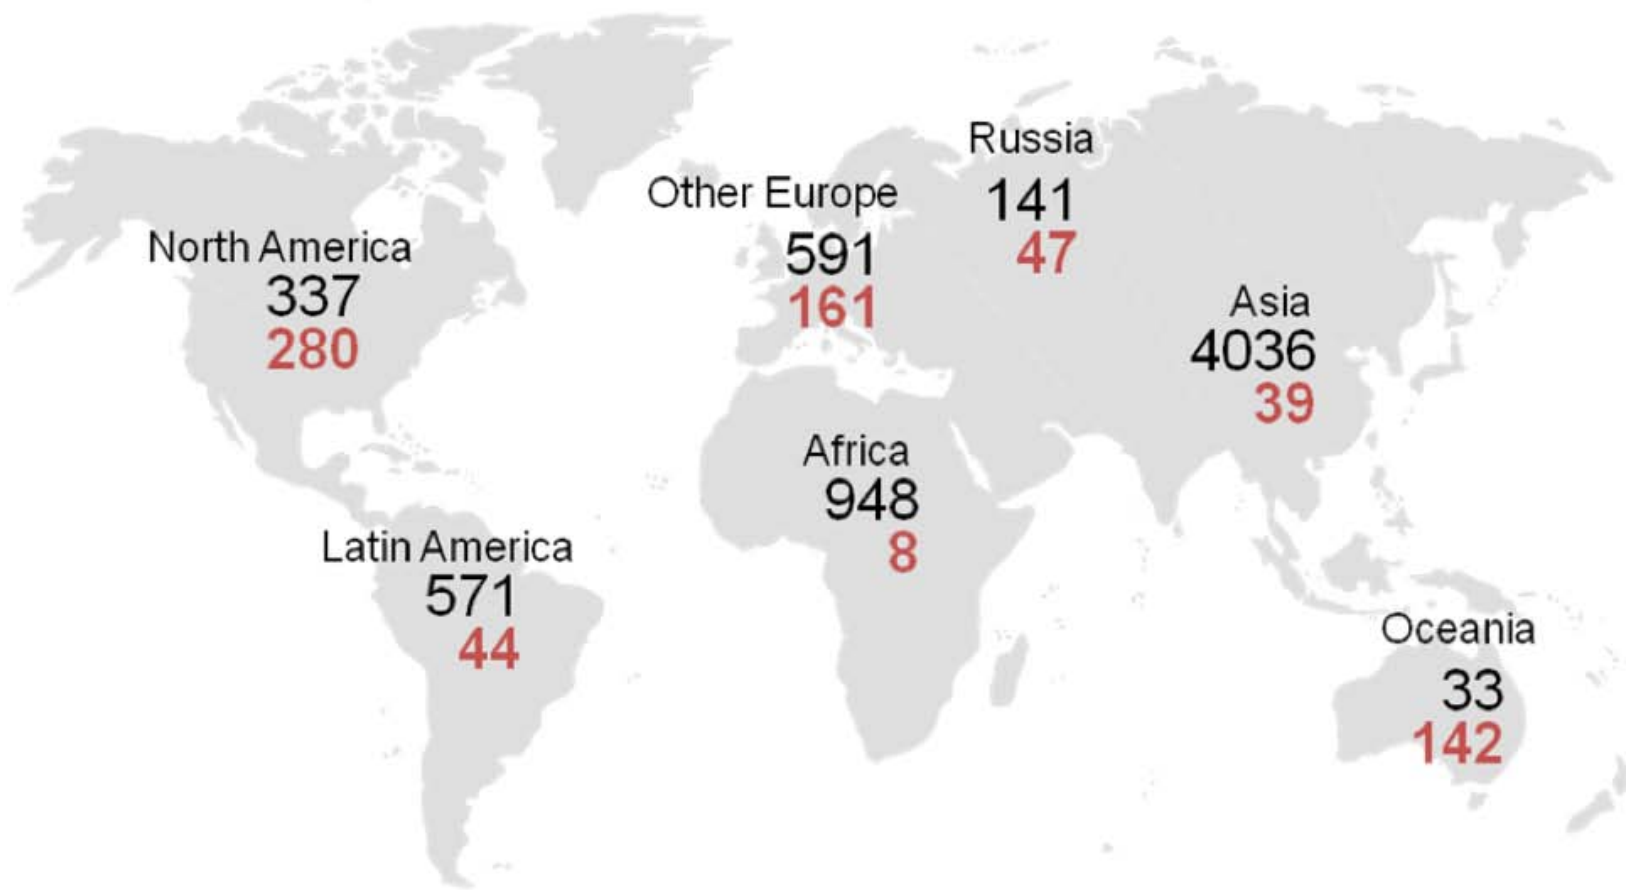 Russia
141
47
Other Europe
591
161
North America
337
280
Asia
4036
39
Africa
948
8
Latin America
571
44
Oceania
33
142